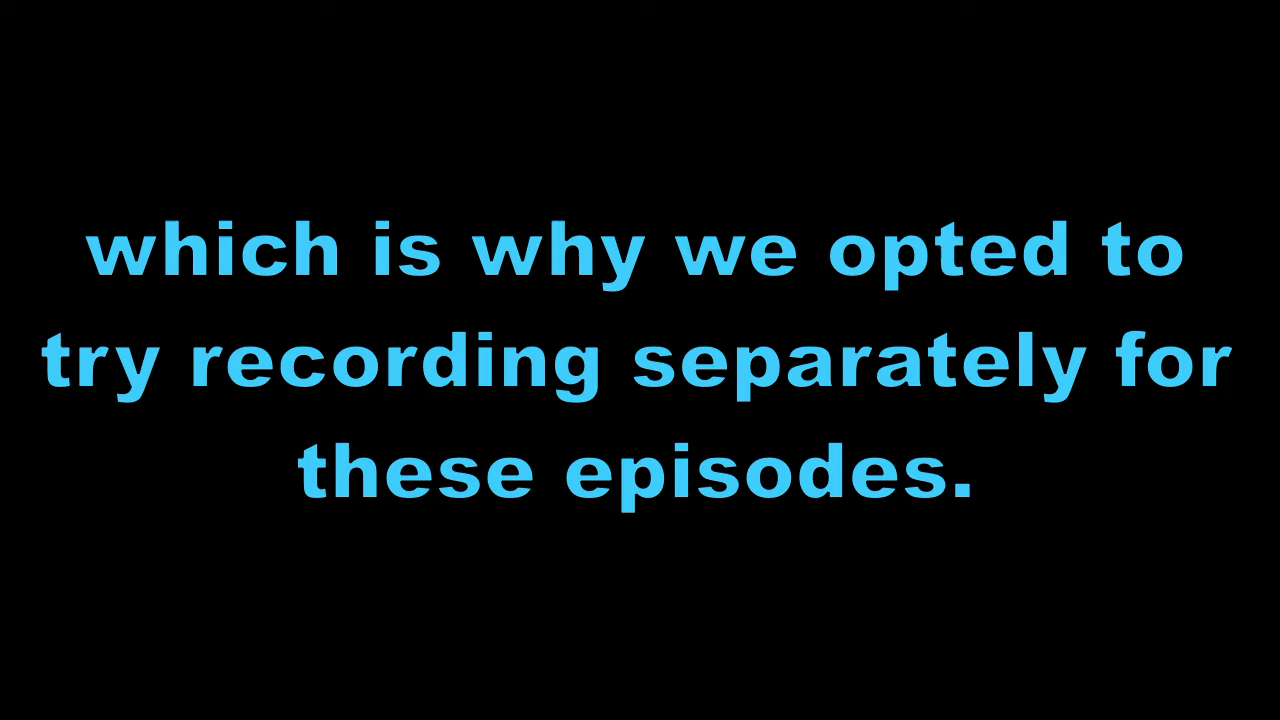 which is why we opted to
try recording separately for
these episodes.